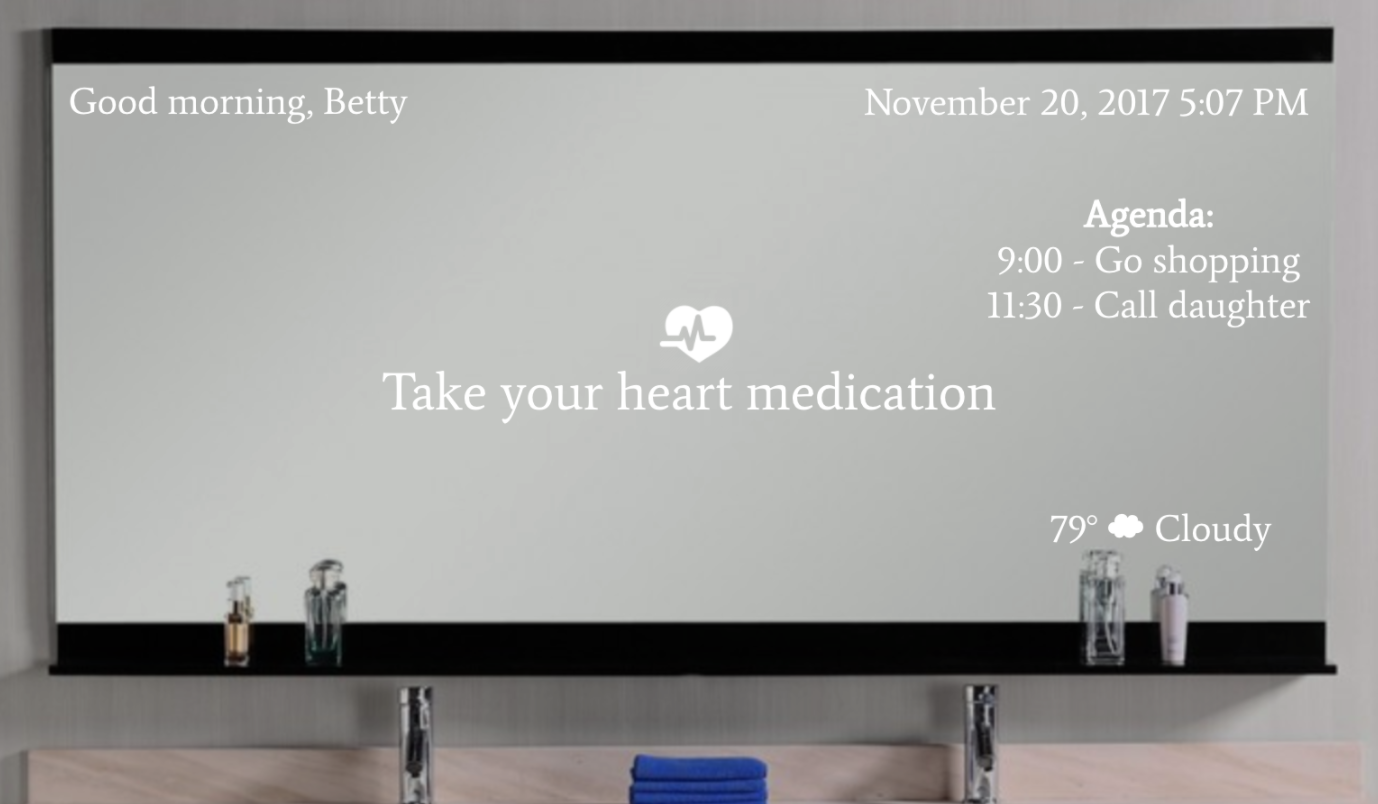 Good morning, Betty
November 20, 2017 5:07 PM
Agenda:
9:00 - Go shopping
11:30 - Call daughter
Take your heart medication
79° Cloudy